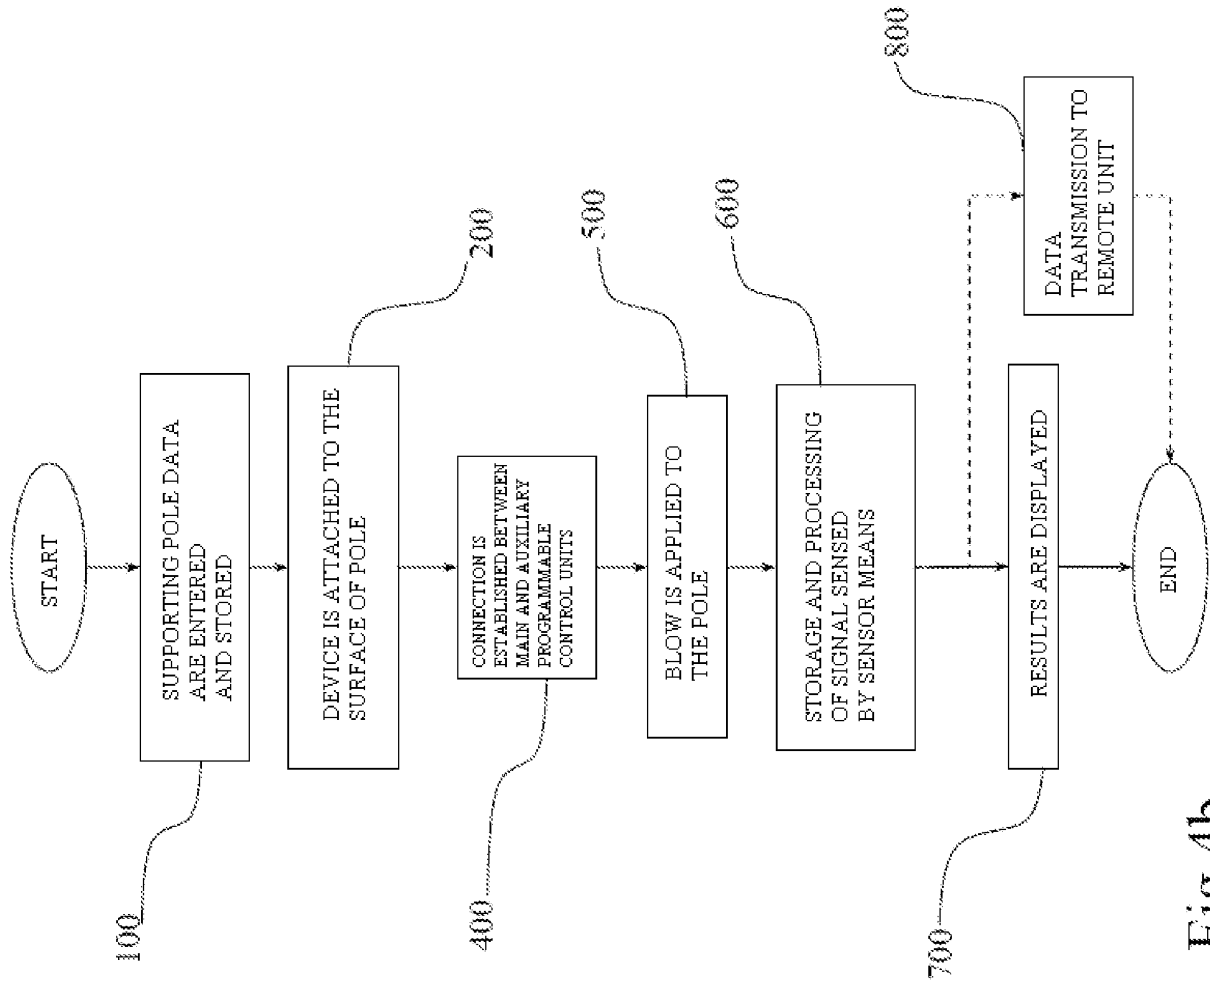 START
SUPPORTING POLE DATA
ARE ENTERED
AND STORED
100
DEVICE IS ATTACHED TO THE
SURFACE OF POLE
200
CONNECTION IS
ESTABLISHED BETWEEN
MAIN AND AUXILIARY
PROGRAMMABLE
CONTROL UNITS
400
BLOW IS APPLIED TO
THE POLE
500
STORAGE AND PROCESSING
OF SIGNAL SENSED
BY SENSOR MEANS
600
RESULTS ARE DISPLAYED
700
DATA
TRANSMISSION TO
REMOTE UNIT
800
END
Fig 4b